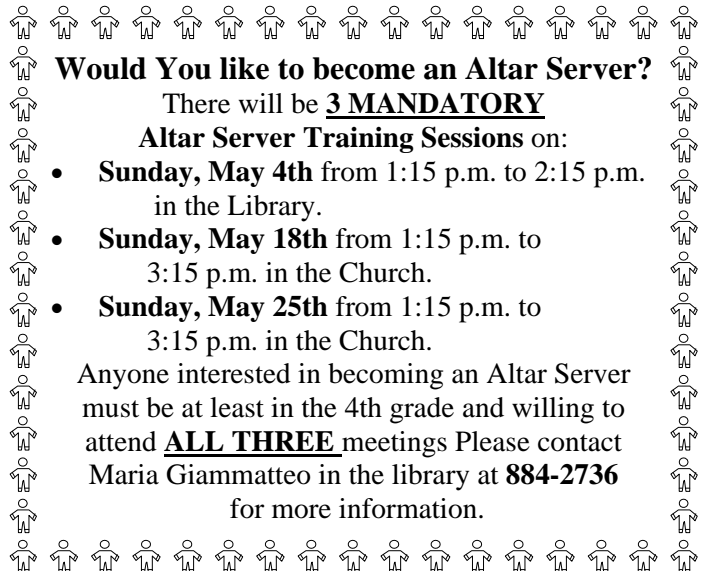 Would You like to become an Altar Server?
There will be 3 MANDATORY
Altar Server Training Sessions on:
• Sunday, May 4th from 1:15 p.m. to 2:15 p.m.
in the Library.
• Sunday, May 18th from 1:15 p.m. to
3:15 p.m. in the Church.
• Sunday, May 25th from 1:15 p.m. to
3:15 p.m. in the Church.
Anyone interested in becoming an Altar Server
must be at least in the 4th grade and willing to
attend ALL THREE meetings Please contact
Maria Giammatteo in the library at 884-2736
for more information.